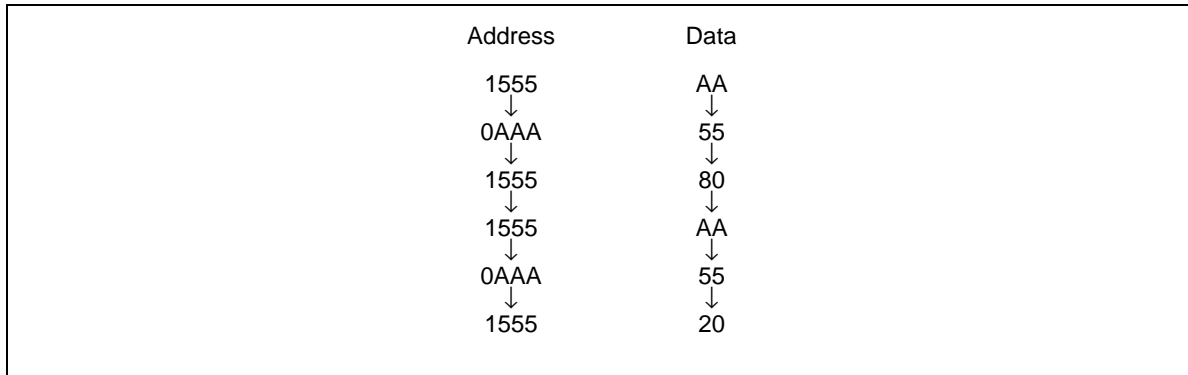 Address Data
1555 AA
↓ ↓
0AAA 55
↓ ↓
1555 80
↓ ↓
1555 AA
↓ ↓
0AAA 55
↓ ↓
1555 20